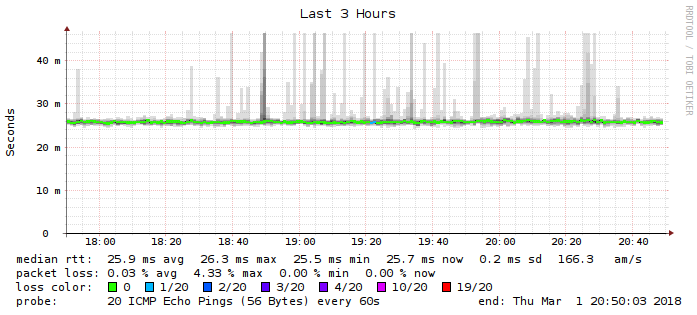 Last 3 Hours
RRDTOOL / TOBI OETIKER
Seconds
40 m
30 m
20 m
10 m
0
18:00 18:20 18:40 19:00 19:20 19:40 20:00 20:20 20:40
median rtt: 25.9 ms avg 26.3 ms max 25.5 ms min 25.7 ms now 0.2 ms sd 166.3 am/s
packet loss: 0.03 % avg 4.33 % max 0.00 % min 0.00 % now
loss color: 0 1/20 2/20 3/20 4/20 10/20 19/20
probe: 20 ICMP Echo Pings (56 Bytes) every 60s end: Thu Mar 1 20:50:03 2018